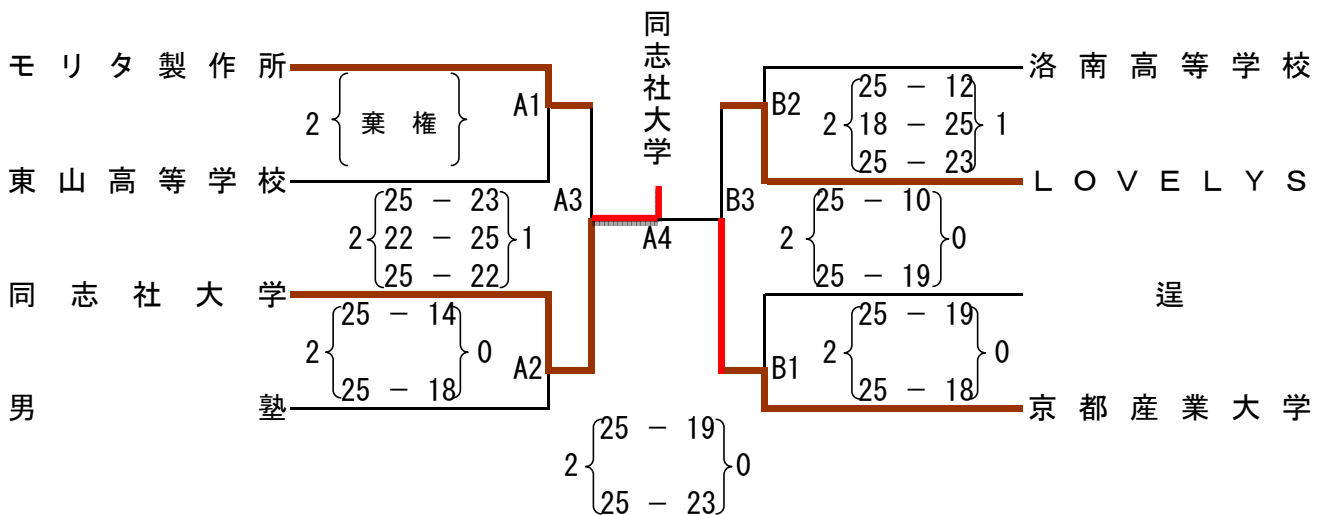 同志社大学
モリタ製作所
A1
2 棄権
東山高等学校
A3
25 － 23
2 22 － 25 1
25 － 22
同志社大学
25 － 14
2 0
25 － 18
A2
男塾
A4
25 － 19
2 0
25 － 23
洛南高等学校
B2
25 － 12
2 18 － 25 1
25 － 23
ＬＯＶＥＬＹＳ
B3
25 － 10
2 0
25 － 19
逞
25 － 19
2 0
25 － 18
B1
京都産業大学